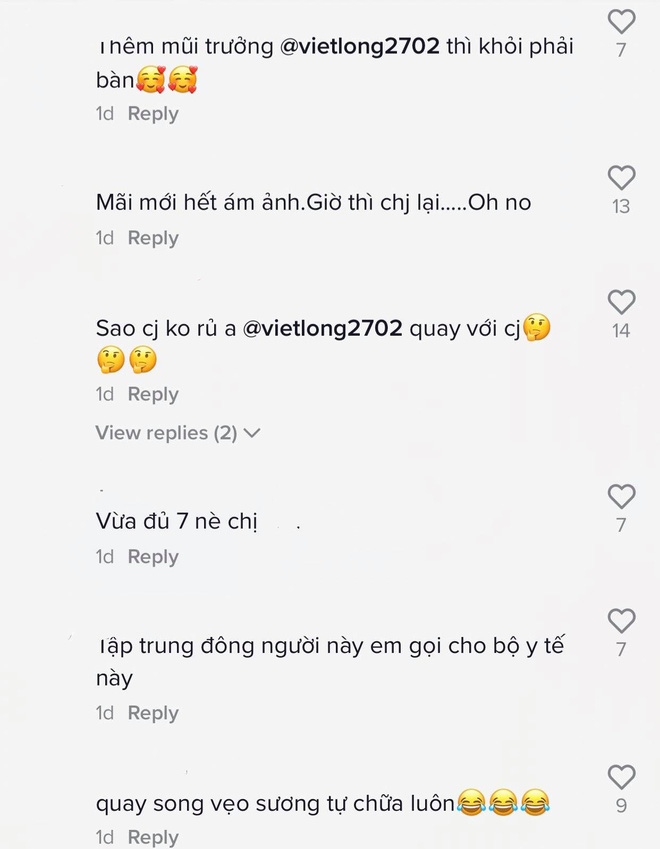 Thêm mũi trưởng @vietlong2702 thì khỏi phải
bàn🥰🥰
7
1d Reply
Mãi mới hết ám ảnh.Giờ thì chj lại.....Oh no
13
1d Reply
Sao cj ko rủ a @vietlong2702 quay với cj🤔
🤔🤔
14
1d Reply
View replies (2)
Vừa đủ 7 nè chị
7
1d Reply
Tập trung đông người này em gọi cho bộ y tế
này
7
1d Reply
quay song vẹo sương tự chữa luôn😂😂😂
9
1d Reply